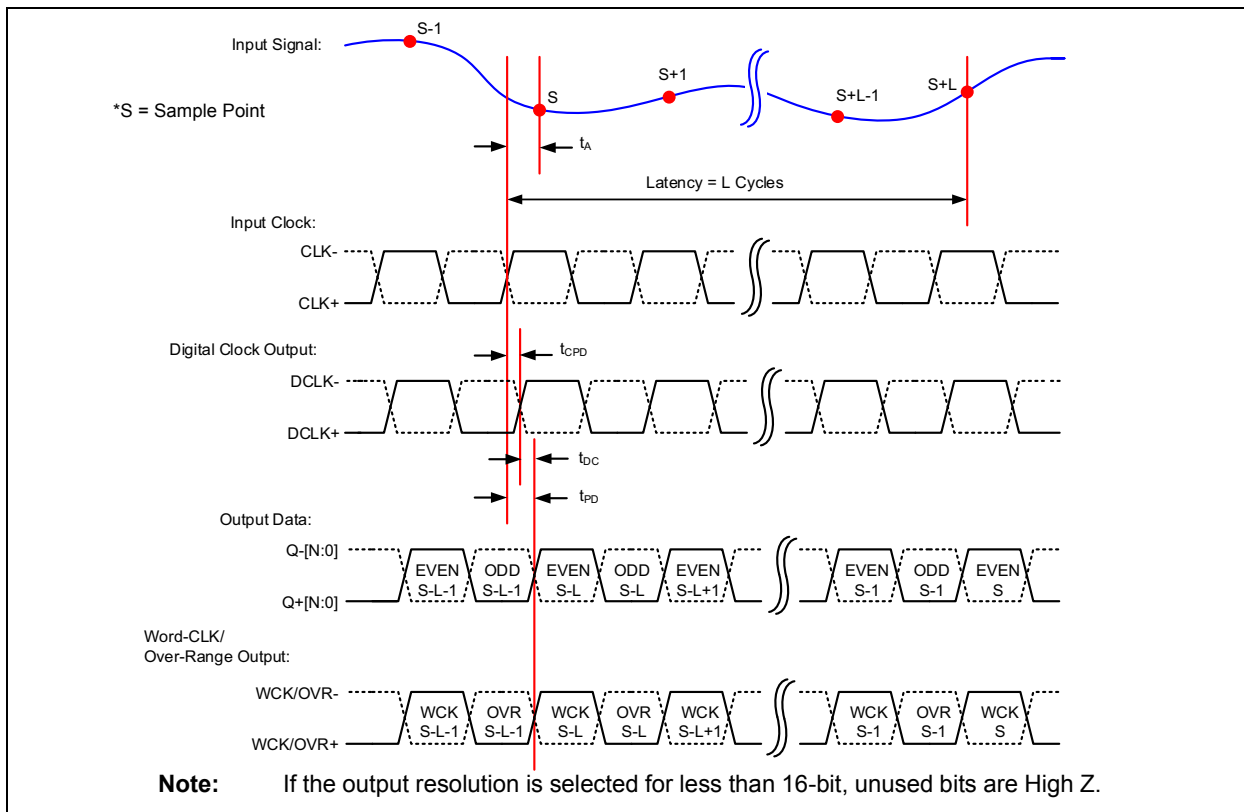 S-1
Input Signal:
S+1
S+L
*S = Sample Point
S
S+L-1
tA
Latency = L Cycles
Input Clock:
CLK-
CLK+
Digital Clock Output:
tCPD
DCLK-
DCLK+
tDC
tPD
Output Data:
Q-[N:0]
EVEN ODD EVEN ODD EVEN EVEN ODD EVEN
S-L-1 S-L-1 S-L S-L S-L+1 S-1 S-1 S
Q+[N:0]
Word-CLK/
Over-Range Output:
WCK/OVR-
WCK OVR WCK OVR WCK WCK OVR WCK
S-L-1 S-L-1 S-L S-L S-L+1 S-1 S-1 S
WCK/OVR+
Note: If the output resolution is selected for less than 16-bit, unused bits are High Z.